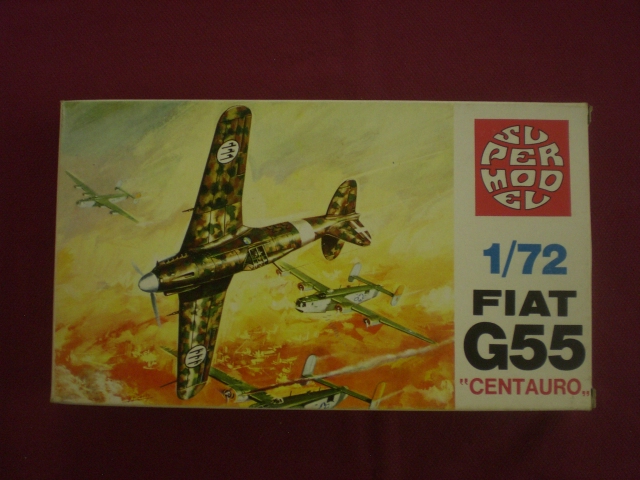 SUPER MODEL
1/72
FIAT
G55
"CENTAURO„